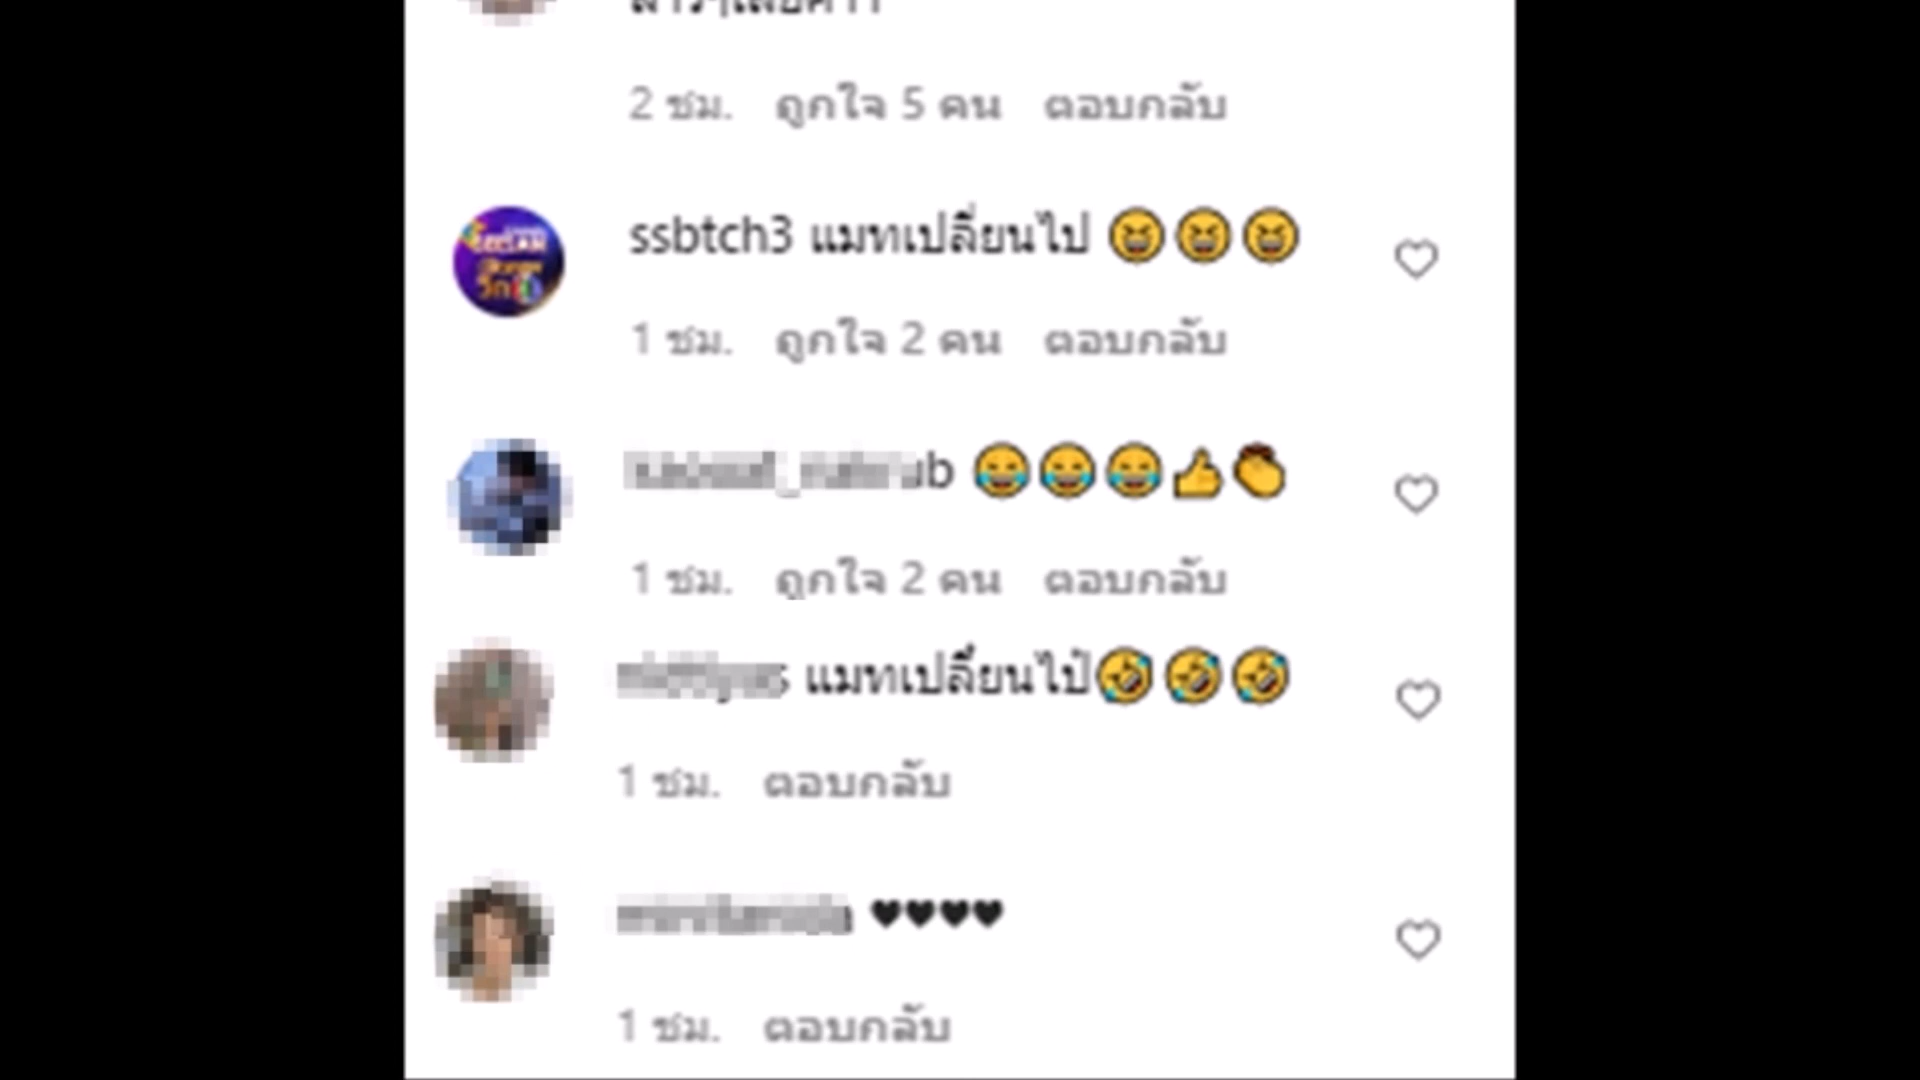 2 ชม. ถูกใจ 5 คน ตอบกลับ
ssbtch3 แมทเปลี่ยนไป 😆😆😆
1 ชม. ถูกใจ 2 คน ตอบกลับ
😂😂😂👍👏
1 ชม. ถูกใจ 2 คน ตอบกลับ
แมทเปลี่ยนไป๋🤣🤣🤣
1 ชม. ตอบกลับ
♥♥♥♥
1 ชม. ตอบกลับ